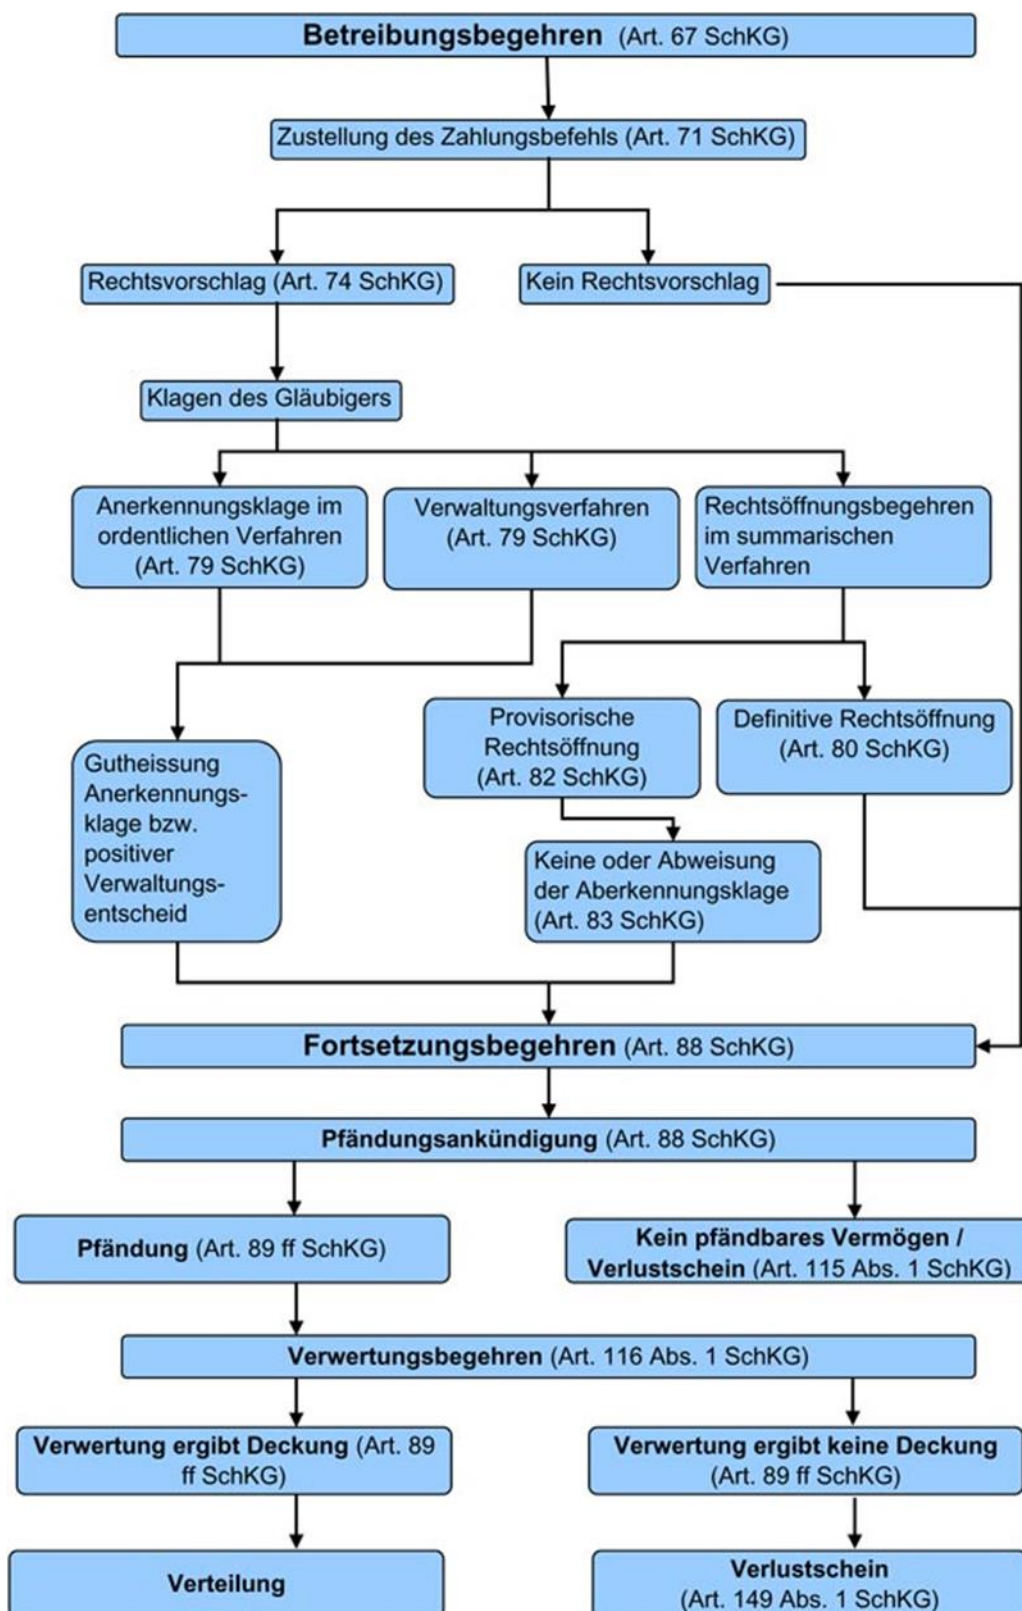 Betreibungsbegehren (Art. 67 SchKG)
Zustellung des Zahlungsbefehls (Art. 71 SchKG)
Rechtsvorschlag (Art. 74 SchKG)
Kein Rechtsvorschlag
Klagen des Gläubigers
Anerkennungsklage im
ordentlichen Verfahren
(Art. 79 SchKG)
Verwaltungsverfahren
(Art. 79 SchKG)
Rechtsöffnungsbegehren
im summarischen
Verfahren
Provisorische
Rechtsöffnung
(Art. 82 SchKG)
Definitive Rechtsöffnung
(Art. 80 SchKG)
Gutheissung
Anerkennungs-
klage bzw.
positiver
Verwaltungs-
entscheid
Keine oder Abweisung
der Aberkennungsklage
(Art. 83 SchKG)
Fortsetzungsbegehren (Art. 88 SchKG)
Pfändungsankündigung (Art. 88 SchKG)
Pfändung (Art. 89 ff SchKG)
Kein pfändbares Vermögen /
Verlustschein (Art. 115 Abs. 1 SchKG)
Verwertungsbegehren (Art. 116 Abs. 1 SchKG)
Verwertung ergibt Deckung (Art. 89
ff SchKG)
Verwertung ergibt keine Deckung
(Art. 89 ff SchKG)
Verteilung
Verlustschein
(Art. 149 Abs. 1 SchKG)